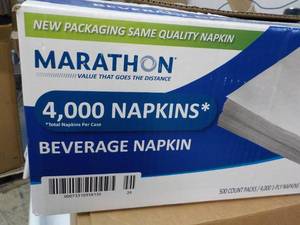 NEW PACKAGING SAME QUALITY NAPKIN
MARATHON
VALUE THAT GOES THE DISTANCE
4,000 NAPKINS*
*Total Napkins Per Case
BEVERAGE NAPKIN
500 COUNT PACKS / 4,000 1-PLY NAPKINS